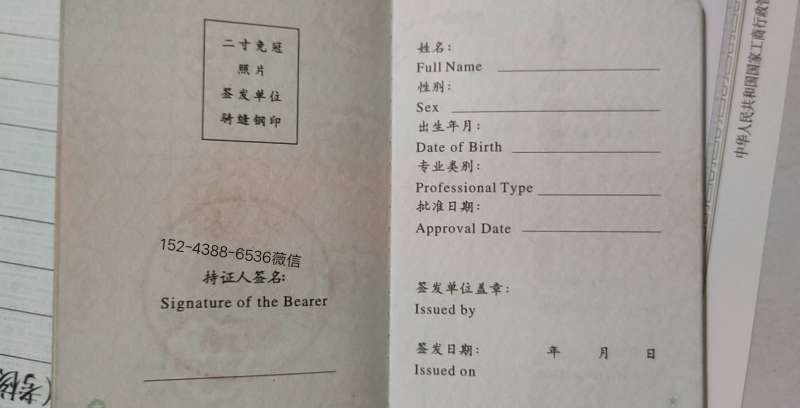 二寸免冠
照片
签发单位
骑缝钢印
152-4388-6536微信
持证人签名:
Signature of the Bearer
姓名:
Full Name
性别:
Sex
出生年月:
Date of Birth
专业类别:
Professional Type
批准日期:
Approval Date
签发单位盖章:
Issued by
签发日期: 年 月 日
Issued on
中华人民共和国国家工商行政管
(考核